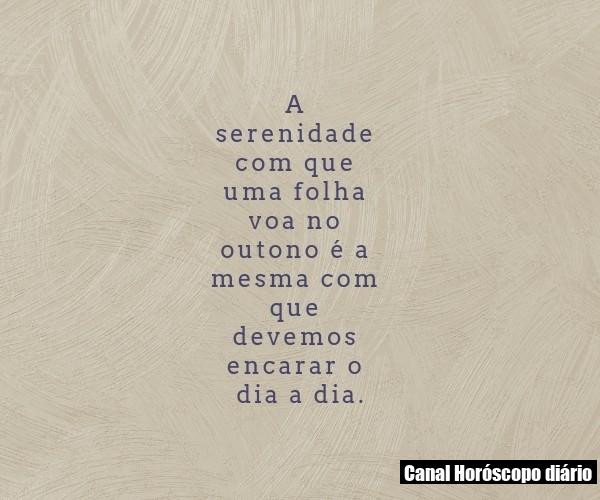 A
serenidade
com que
uma folha
voa no
outono é a
mesma com
que
devemos
encarar o
dia a dia.
Canal Horóscopo diário